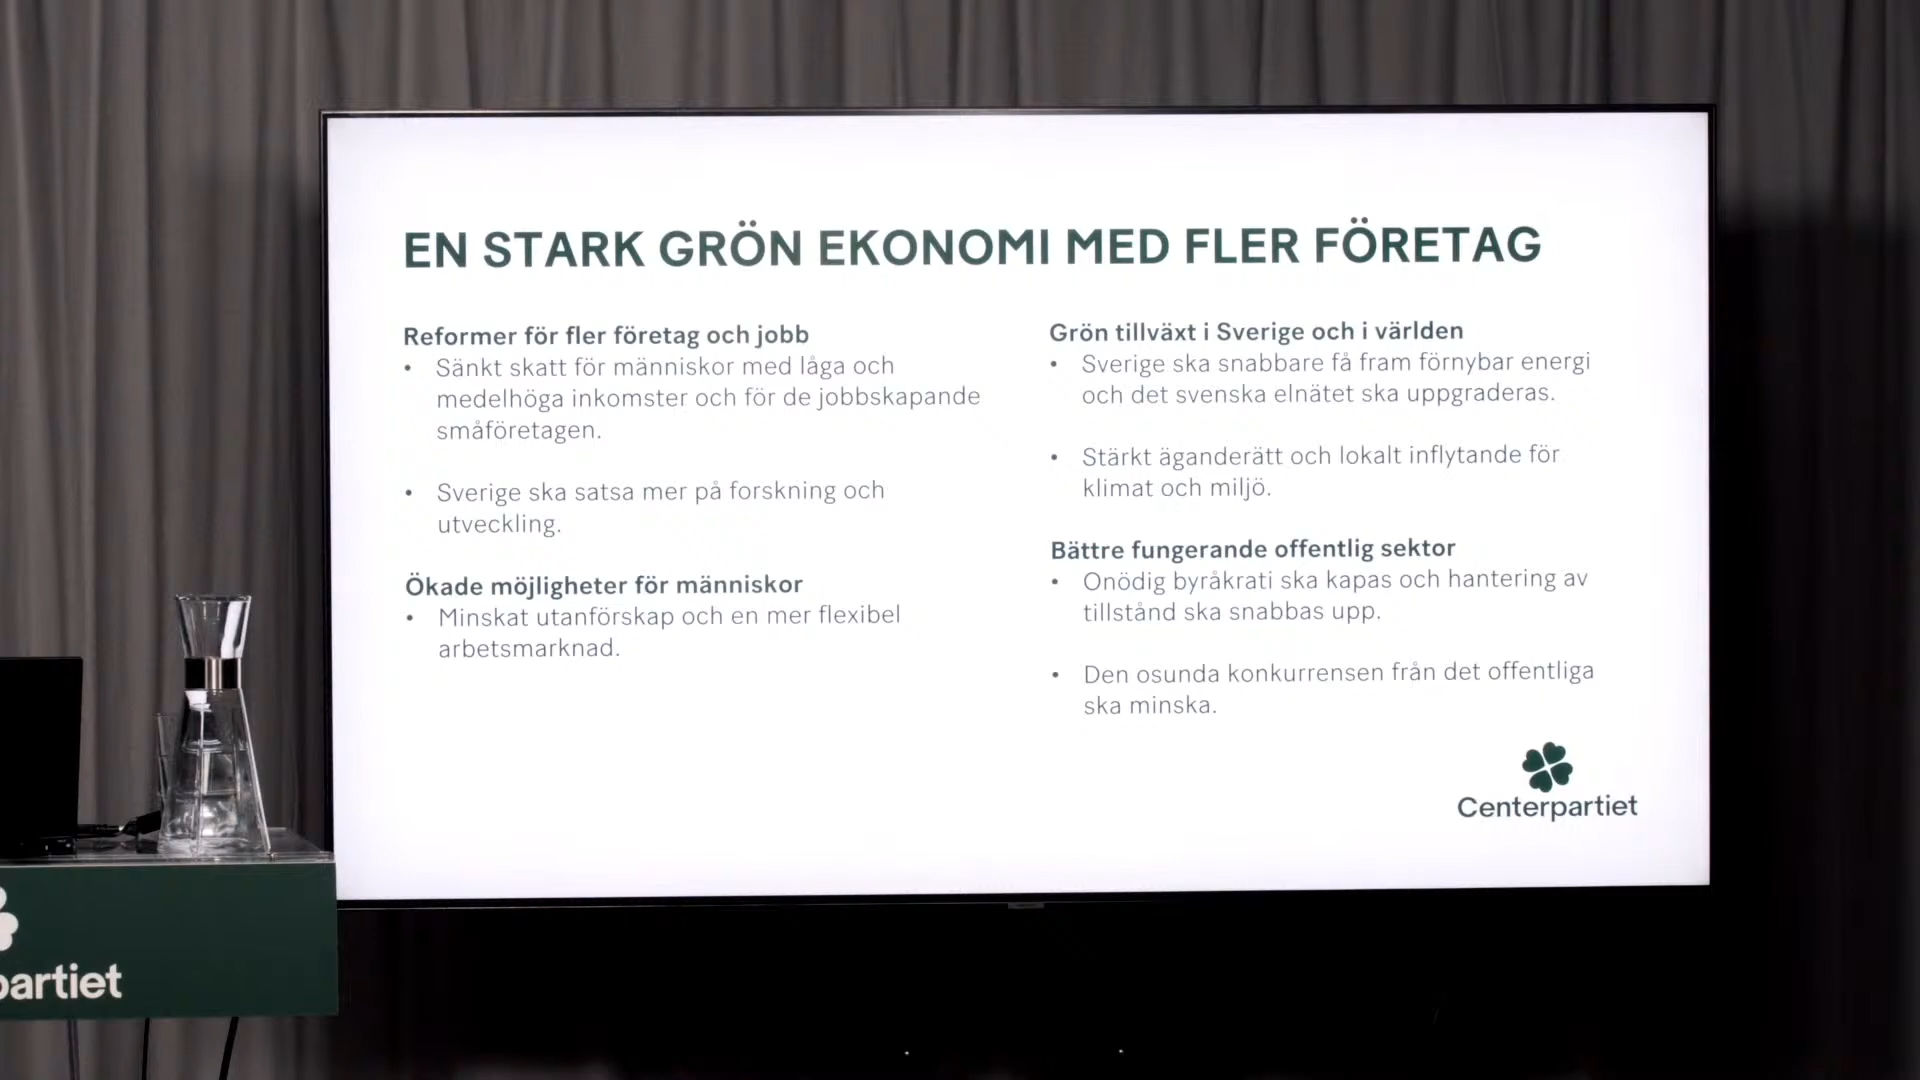 EN STARK GRÖN EKONOMI MED FLER FÖRETAG
Reformer för fler företag och jobb
• Sänkt skatt för människor med låga och
medelhöga inkomster och för de jobbskapande
småföretagen.
• Sverige ska satsa mer på forskning och
utveckling.
Ökade möjligheter för människor
• Minskat utanförskap och en mer flexibel
arbetsmarknad.
Grön tillväxt i Sverige och i världen
• Sverige ska snabbare få fram förnybar energi
och det svenska elnätet ska uppgraderas.
• Stärkt äganderätt och lokalt inflytande för
klimat och miljö.
Bättre fungerande offentlig sektor
• Onödig byråkrati ska kapas och hantering av
tillstånd ska snabbas upp.
• Den osunda konkurrensen från det offentliga
ska minska.
Centerpartiet
partiet